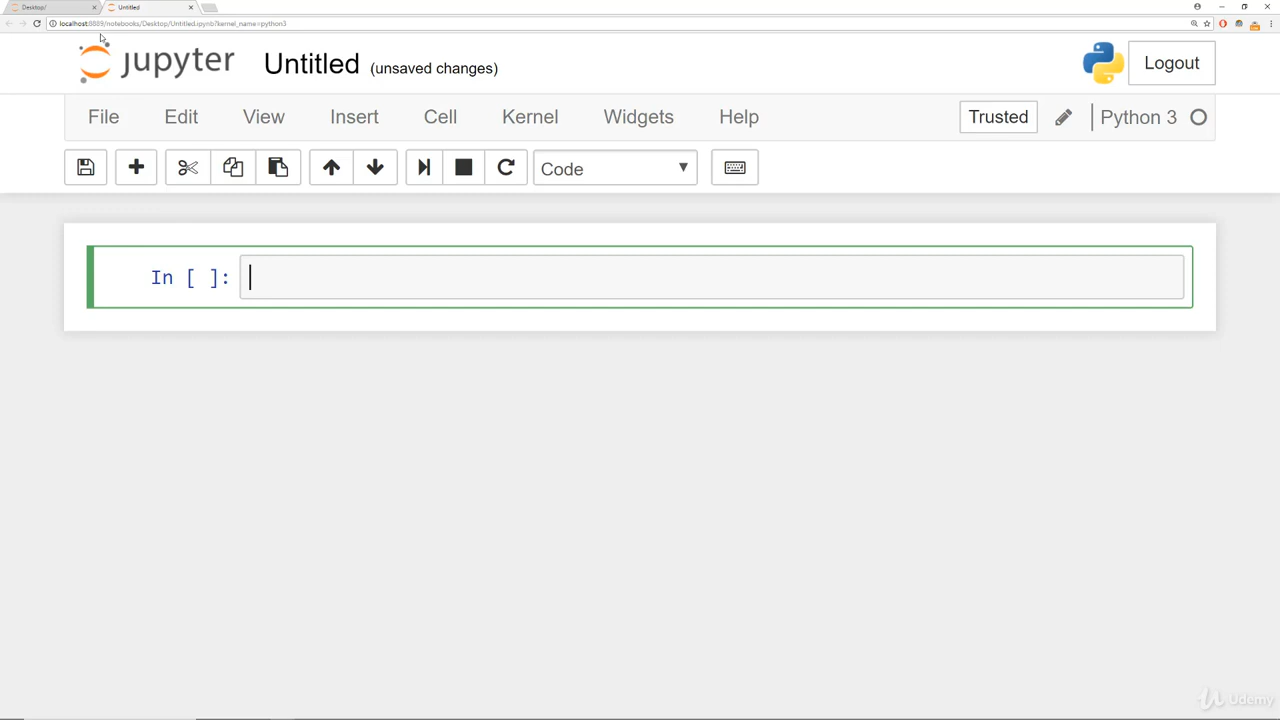 Desktop/
Untitled
localhost:8889/notebooks/Desktop/Untitled.ipynb?kernel_name=python3
jupyter Untitled (unsaved changes) Logout
File Edit View Insert Cell Kernel Widgets Help Trusted Python 3
Code
In [ ]:
Udemy